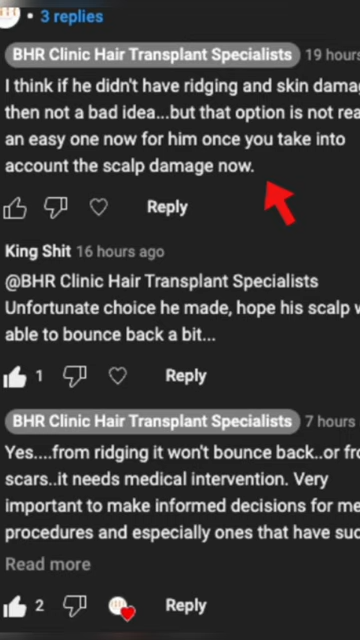 • 3 replies
BHR Clinic Hair Transplant Specialists 19 hours
I think if he didn't have ridging and skin
then not a bad idea...but that option is not
an easy one now for him once you take into
account the scalp damage now.
Reply
King Shit 16 hours ago
@BHR Clinic Hair Transplant Specialists
Unfortunate choice he made, hope his scalp
able to bounce back a bit...
1 Reply
BHR Clinic Hair Transplant Specialists 7 hours
Yes....from ridging it won't bounce back..or
scars..it needs medical intervention. Very
important to make informed decisions for
procedures and especially ones that have
Read more
2 Reply